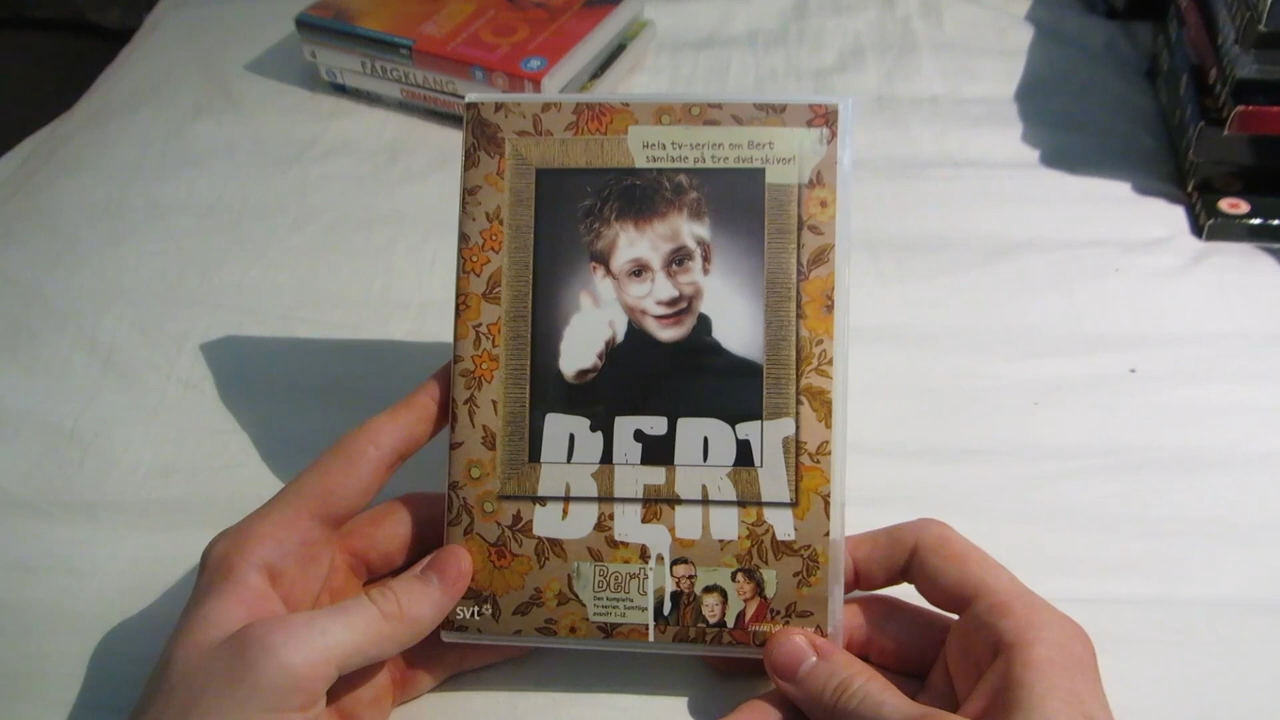 FÄRGKLANG
COMANDANTE
Hela tv-serien om Bert
samlade på tre dvd-skivor!
BERT
Bert
Den kompletta
tv-serien. Samtliga
avsnitt 1-12.
svt